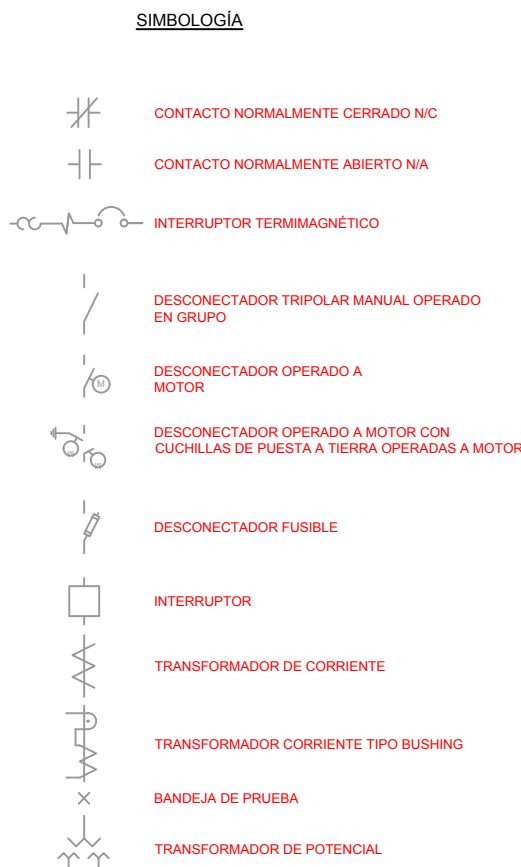 SIMBOLOGÍA
CONTACTO NORMALMENTE CERRADO N/C
CONTACTO NORMALMENTE ABIERTO N/A
INTERRUPTOR TERMIMAGNÉTICO
DESCONECTADOR TRIPOLAR MANUAL OPERADO
EN GRUPO
DESCONECTADOR OPERADO A
MOTOR
M
DESCONECTADOR OPERADO A MOTOR CON
CUCHILLAS DE PUESTA A TIERRA OPERADAS A MOTOR
DESCONECTADOR FUSIBLE
INTERRUPTOR
TRANSFORMADOR DE CORRIENTE
TRANSFORMADOR CORRIENTE TIPO BUSHING
BANDEJA DE PRUEBA
TRANSFORMADOR DE POTENCIAL